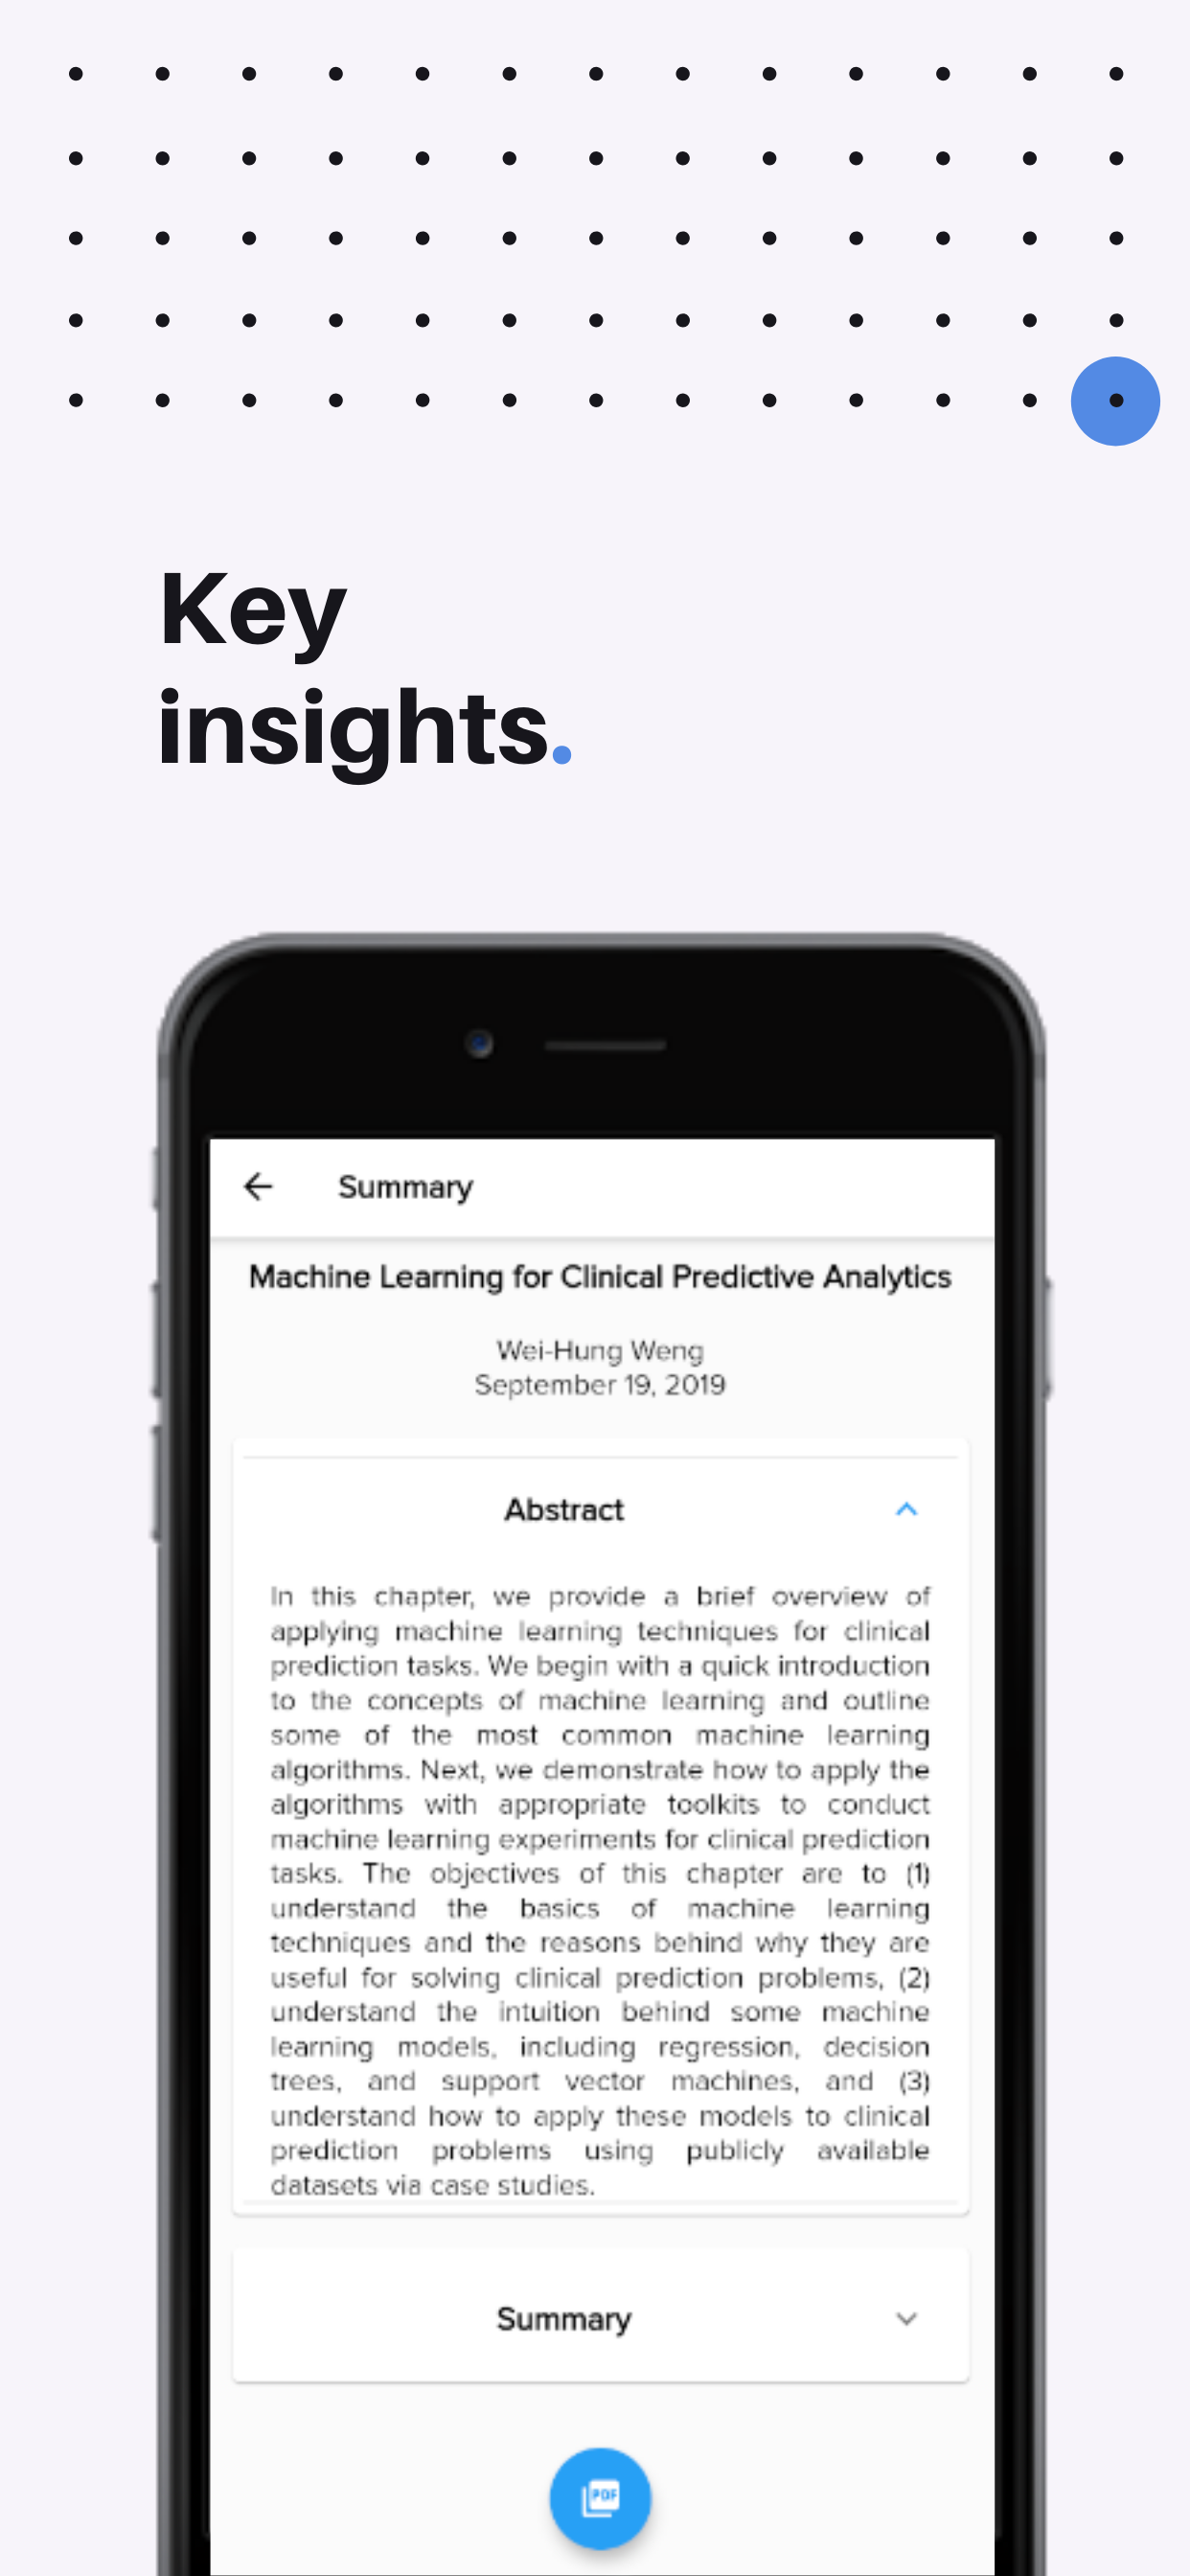 Key
insights.
Summary
Machine Learning for Clinical Predictive Analytics
Wei-Hung Weng
September 19, 2019
Abstract
In this chapter, we provide a brief overview of
applying machine learning techniques for clinical
prediction tasks. We begin with a quick introduction
to the concepts of machine learning and outline
some of the most common machine learning
algorithms. Next, we demonstrate how to apply the
algorithms with appropriate toolkits to conduct
machine learning experiments for clinical prediction
tasks. The objectives of this chapter are to (1)
understand the basics of machine learning
techniques and the reasons behind why they are
useful for solving clinical prediction problems, (2)
understand the intuition behind some machine
learning models, including regression, decision
trees, and support vector machines, and (3)
understand how to apply these models to clinical
prediction problems using publicly available
datasets via case studies.
Summary
PDF